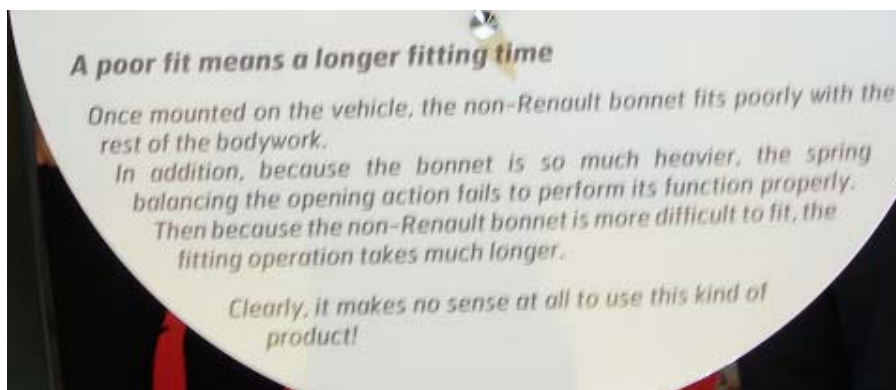 A poor fit means a longer fitting time
Once mounted on the vehicle, the non-Renault bonnet fits poorly with the
rest of the bodywork.
In addition, because the bonnet is so much heavier, the spring
balancing the opening action fails to perform its function properly.
Then because the non-Renault bonnet is more difficult to fit, the
fitting operation takes much longer.
Clearly, it makes no sense at all to use this kind of
product!